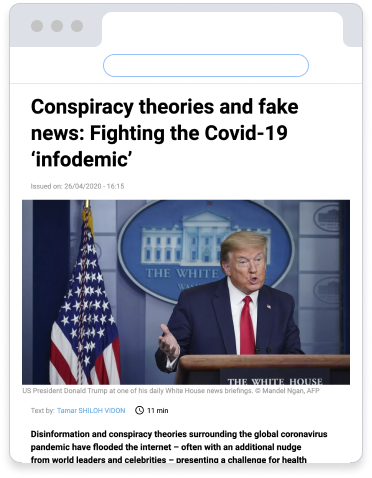 Conspiracy theories and fake
news: Fighting the Covid-19
‘infodemic’
Issued on: 26/04/2020 - 16:15
THE WHITE HOUSE
THE WHITE HOUSE
US President Donald Trump at one of his daily White House news briefings. © Mandel Ngan, AFP
Text by: Tamar SHILOH VIDON 11 min
Disinformation and conspiracy theories surrounding the global coronavirus
pandemic have flooded the internet – often with an additional nudge
from world leaders and celebrities – presenting a challenge for health